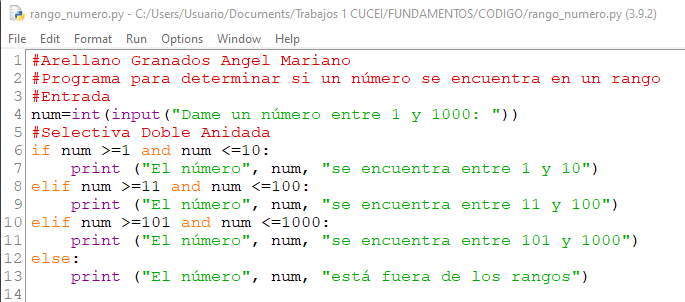 rango_numero.py - C:/Users/Usuario/Documents/Trabajos 1 CUCEI/FUNDAMENTOS/CODIGO/rango_numero.py (3.9.2)
File Edit Format Run Options Window Help
1 #Arellano Granados Angel Mariano
2 #Programa para determinar si un número se encuentra en un rango
3 #Entrada
4 num=int(input("Dame un número entre 1 y 1000: "))
5 #Selectiva Doble Anidada
6 if num >=1 and num <=10:
7     print ("El número", num, "se encuentra entre 1 y 10")
8 elif num >=11 and num <=100:
9     print ("El número", num, "se encuentra entre 11 y 100")
10 elif num >=101 and num <=1000:
11     print ("El número", num, "se encuentra entre 101 y 1000")
12 else:
13     print ("El número", num, "está fuera de los rangos")
14